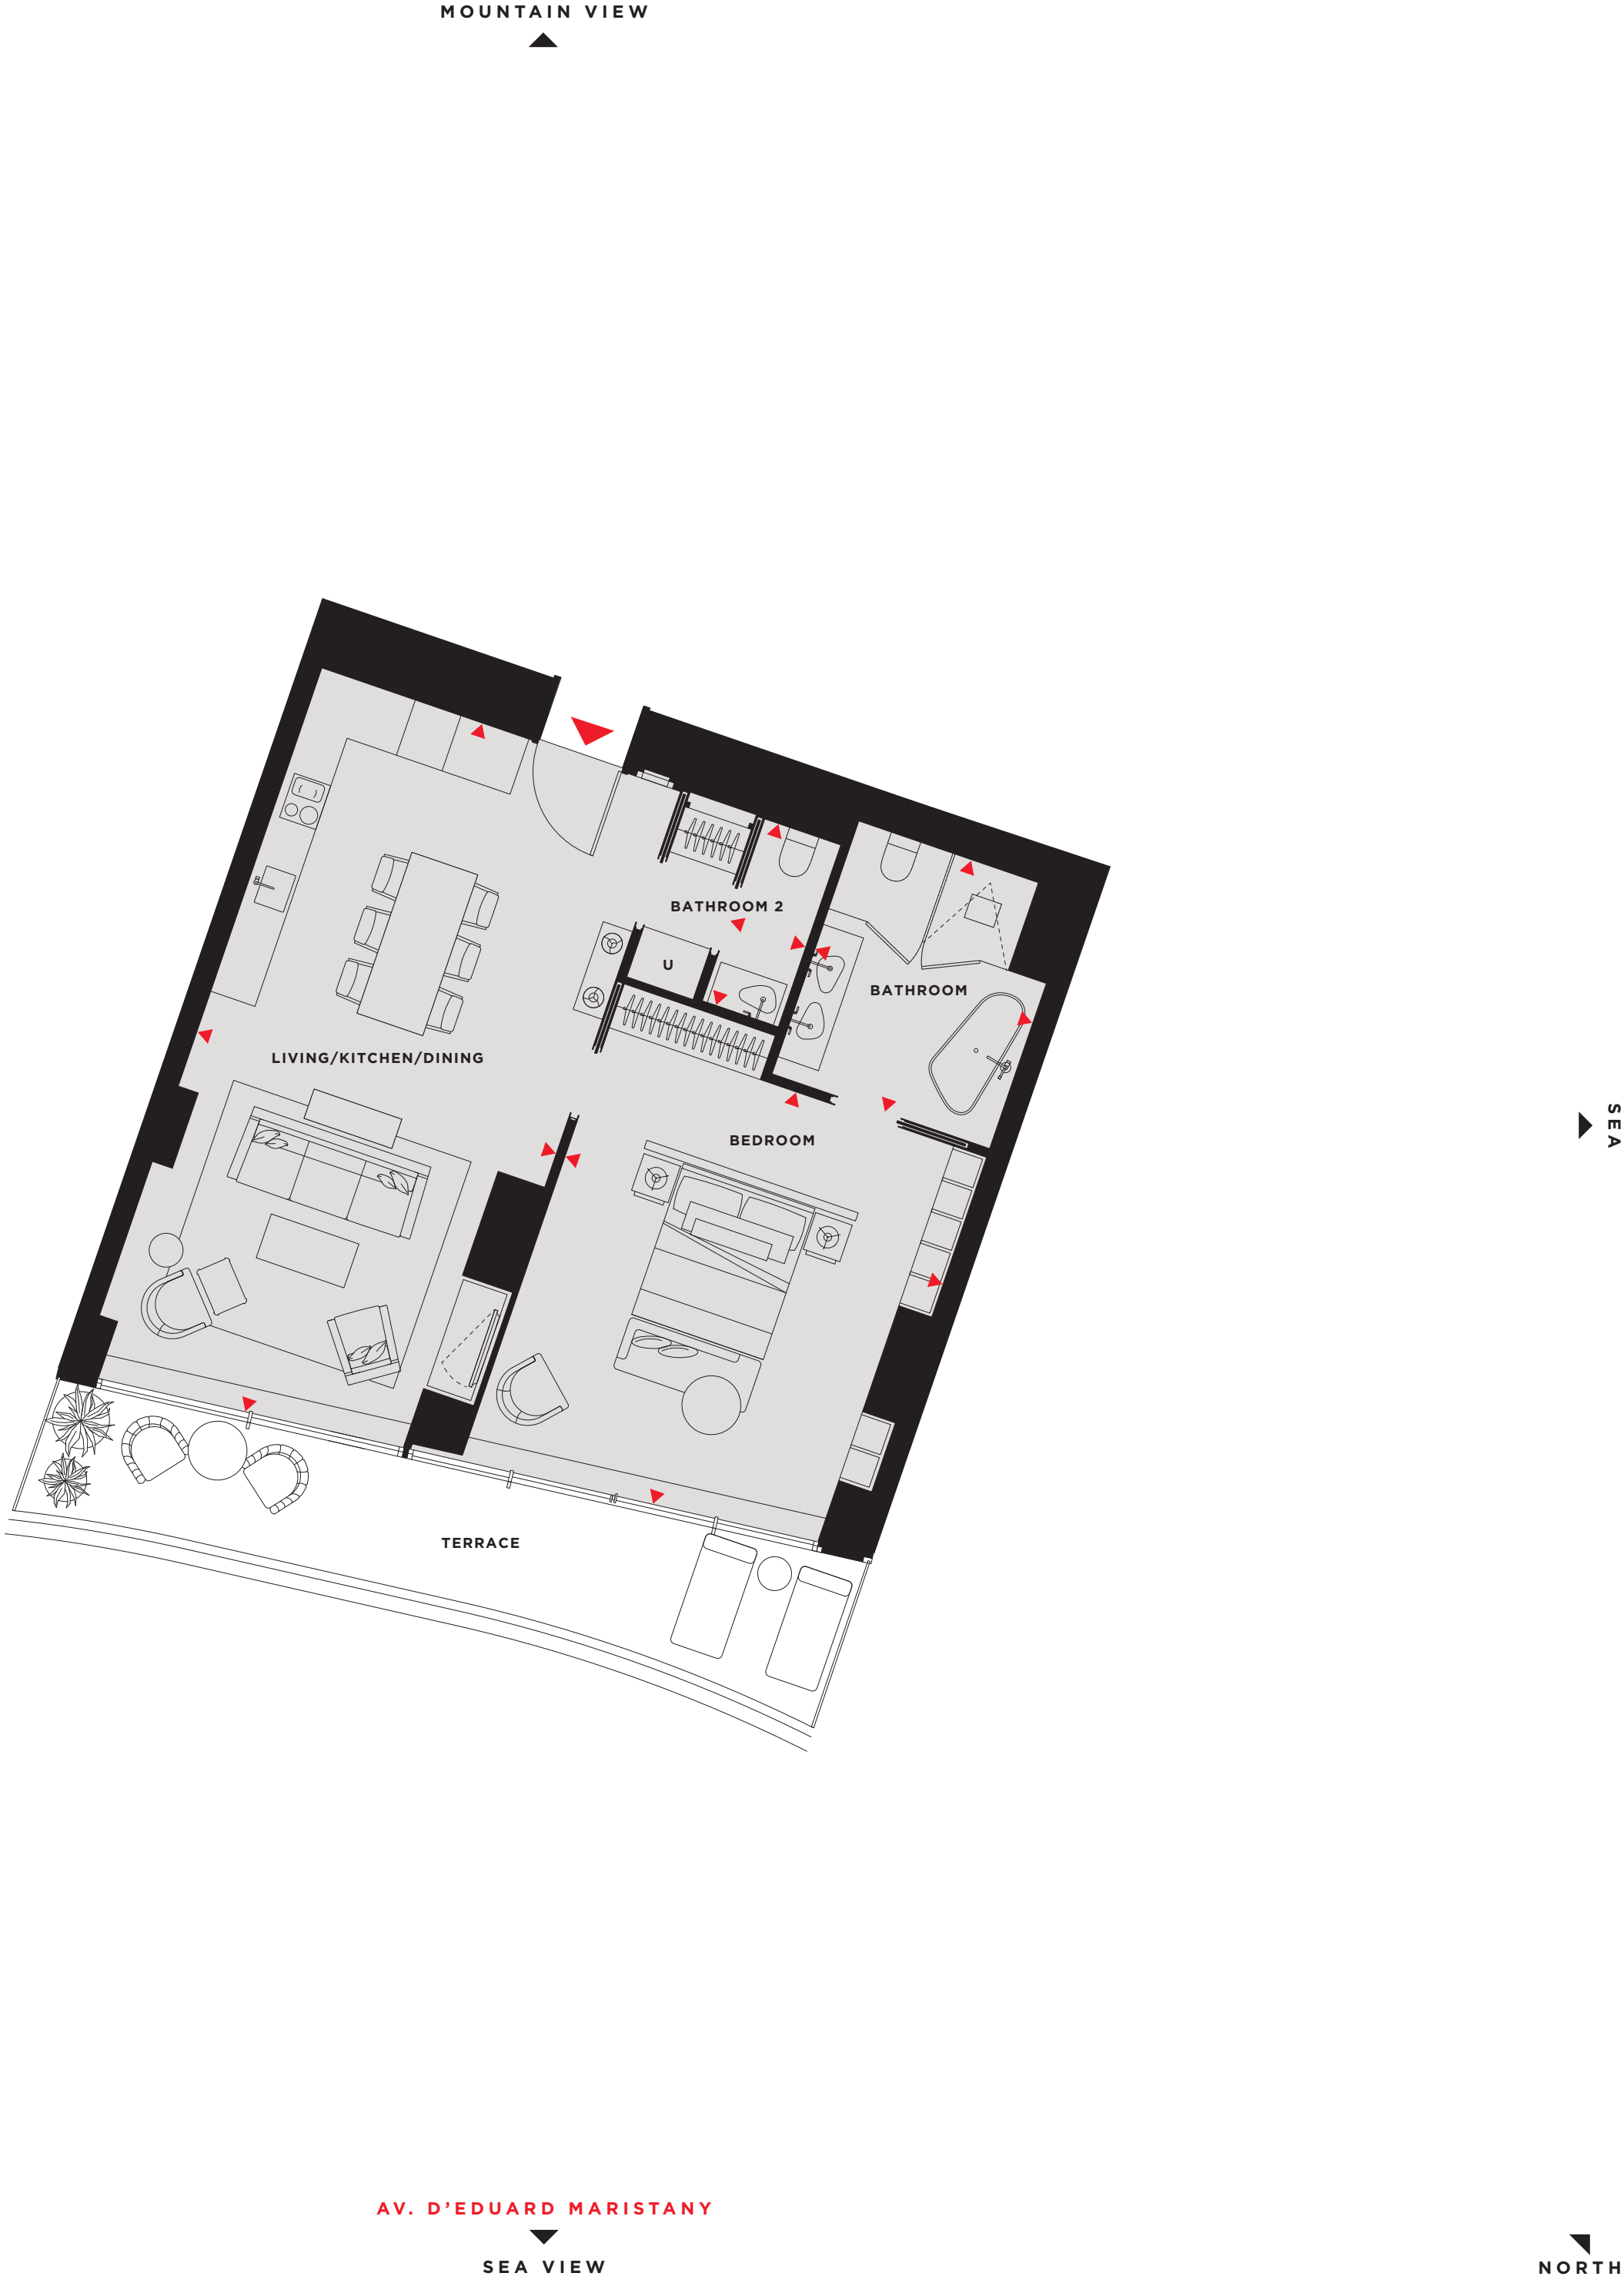 MOUNTAIN VIEW
BATHROOM 2
U
BATHROOM
LIVING/KITCHEN/DINING
SEA
BEDROOM
TERRACE
AV. D’EDUARD MARISTANY
SEA VIEW
NORTH